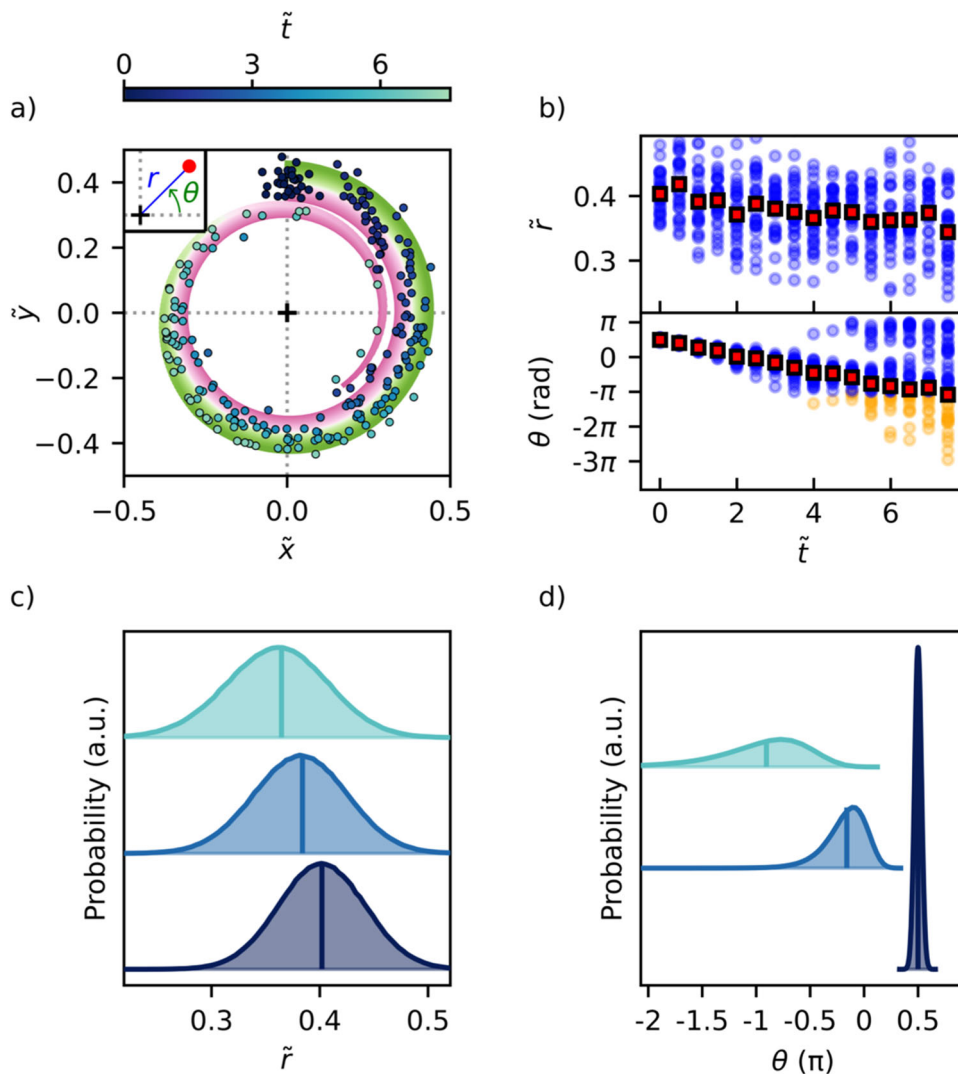 t̃
0 3 6
a)
r
θ
0.4
0.2
0.0
−0.2
−0.4
ỹ
−0.5 0.0 0.5
x̃
b)
0.4
0.3
r̃
π
0
-π
-2π
-3π
θ (rad)
0 2 4 6
t̃
c)
Probability (a.u.)
0.3 0.4 0.5
r̃
d)
Probability (a.u.)
-2 -1.5 -1 -0.5 0 0.5
θ (π)